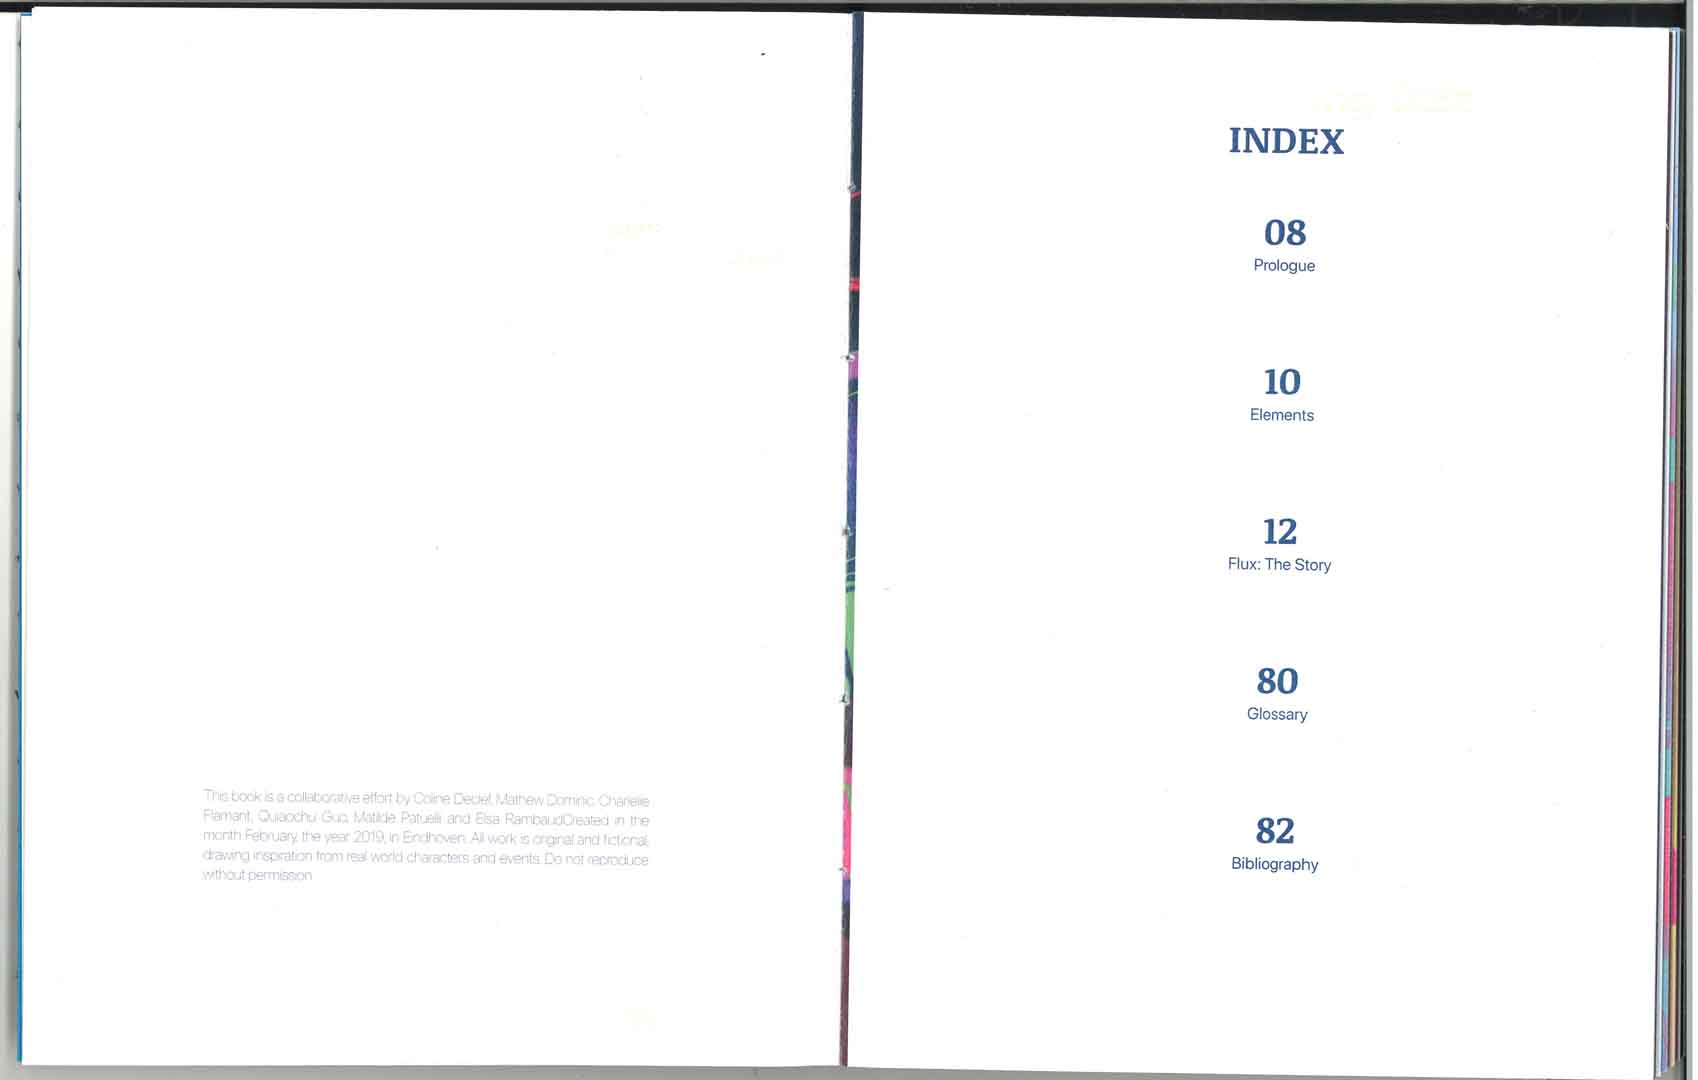 This book is a collaborative effort by Coline Declef, Mathew Dominic, Charlelie
Flamant, Quiaochu Guo, Matilde Patuelli and Elsa RambaudCreated in the
month February, the year 2019, in Eindhoven. All work is original and fictional,
drawing inspiration from real world characters and events. Do not reproduce
without permission.
INDEX
08
Prologue
10
Elements
12
Flux: The Story
80
Glossary
82
Bibliography